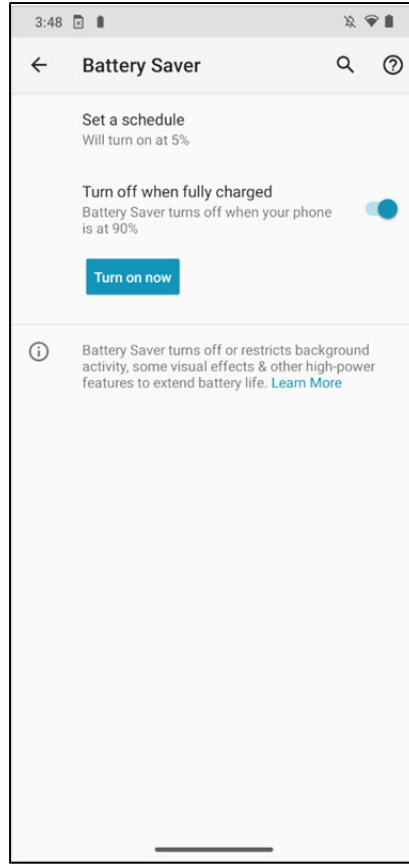 3:48
Battery Saver
Set a schedule
Will turn on at 5%
Turn off when fully charged
Battery Saver turns off when your phone
is at 90%
Turn on now
Battery Saver turns off or restricts background
activity, some visual effects & other high-power
features to extend battery life. Learn More